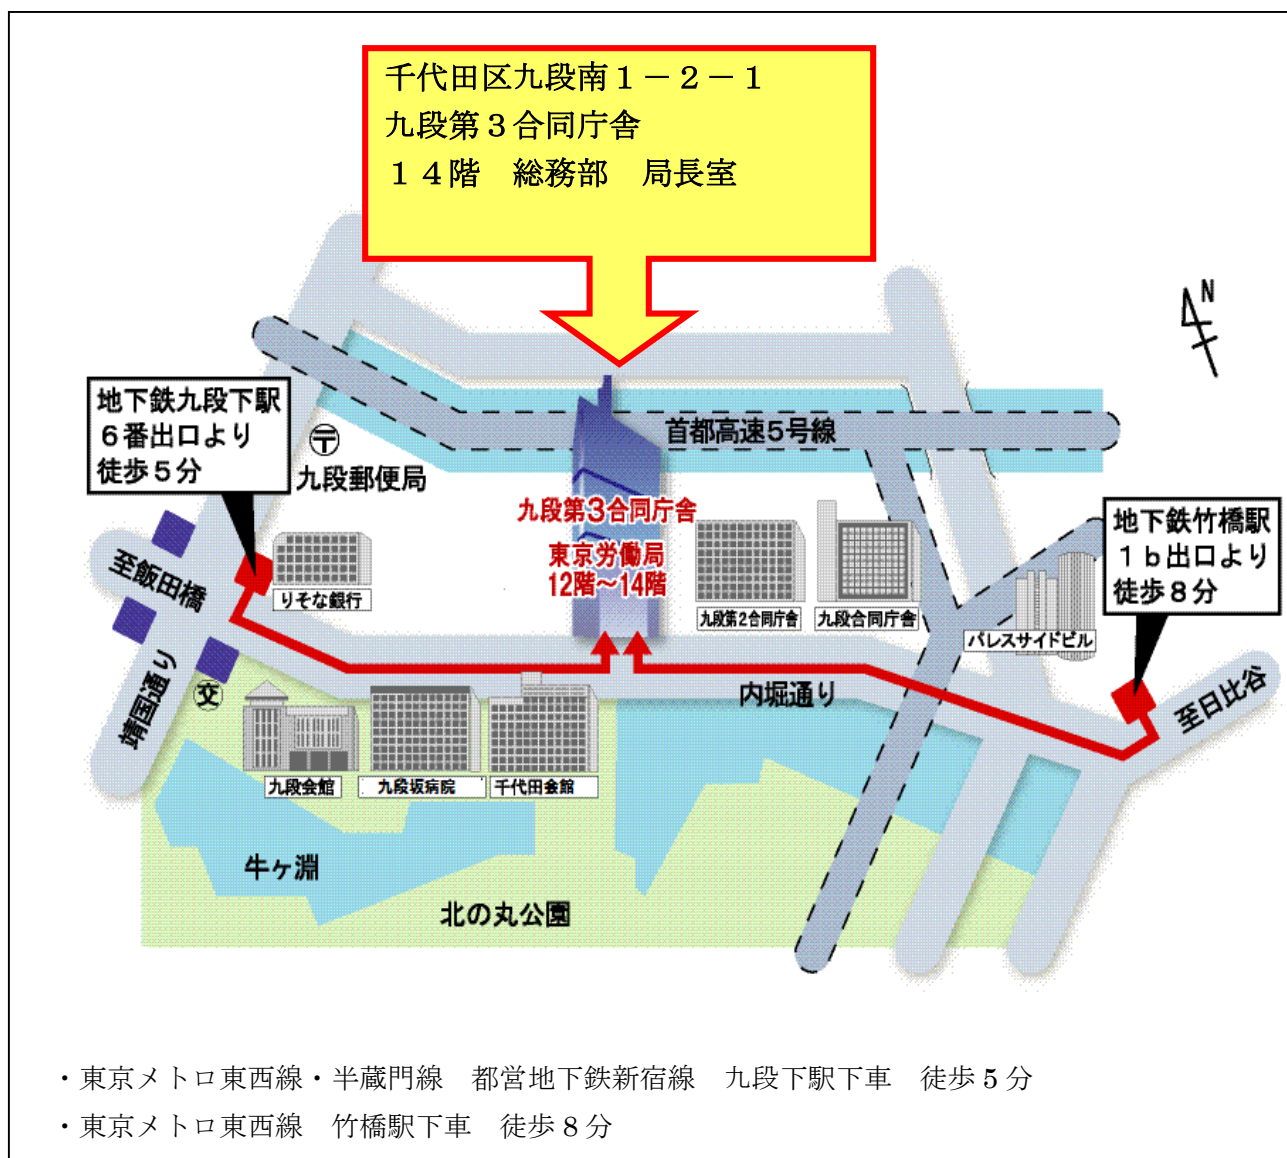 千代田区九段南１－２－１
九段第３合同庁舎
１４階　総務部　局長室
N
地下鉄九段下駅
６番出口より
徒歩５分
〒
九段郵便局
首都高速5号線
九段第3合同庁舎
東京労働局
12階～14階
地下鉄竹橋駅
１ｂ出口より
徒歩８分
至飯田橋
りそな銀行
九段第2合同庁舎
九段合同庁舎
パレスサイドビル
靖国通り
交
内堀通り
至日比谷
九段会館
九段坂病院
千代田会館
牛ヶ淵
北の丸公園
・東京メトロ東西線・半蔵門線　都営地下鉄新宿線　九段下駅下車　徒歩 5 分
・東京メトロ東西線　竹橋駅下車　徒歩 8 分